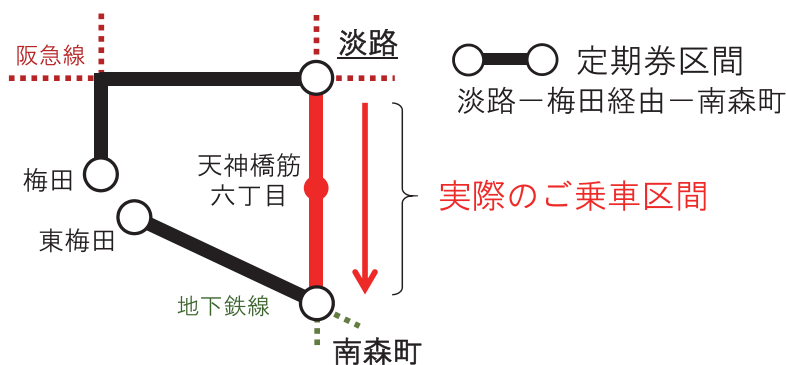 阪急線
淡路
定期券区間
淡路－梅田経由－南森町
梅田
天神橋筋
六丁目
実際のご乗車区間
東梅田
地下鉄線
南森町